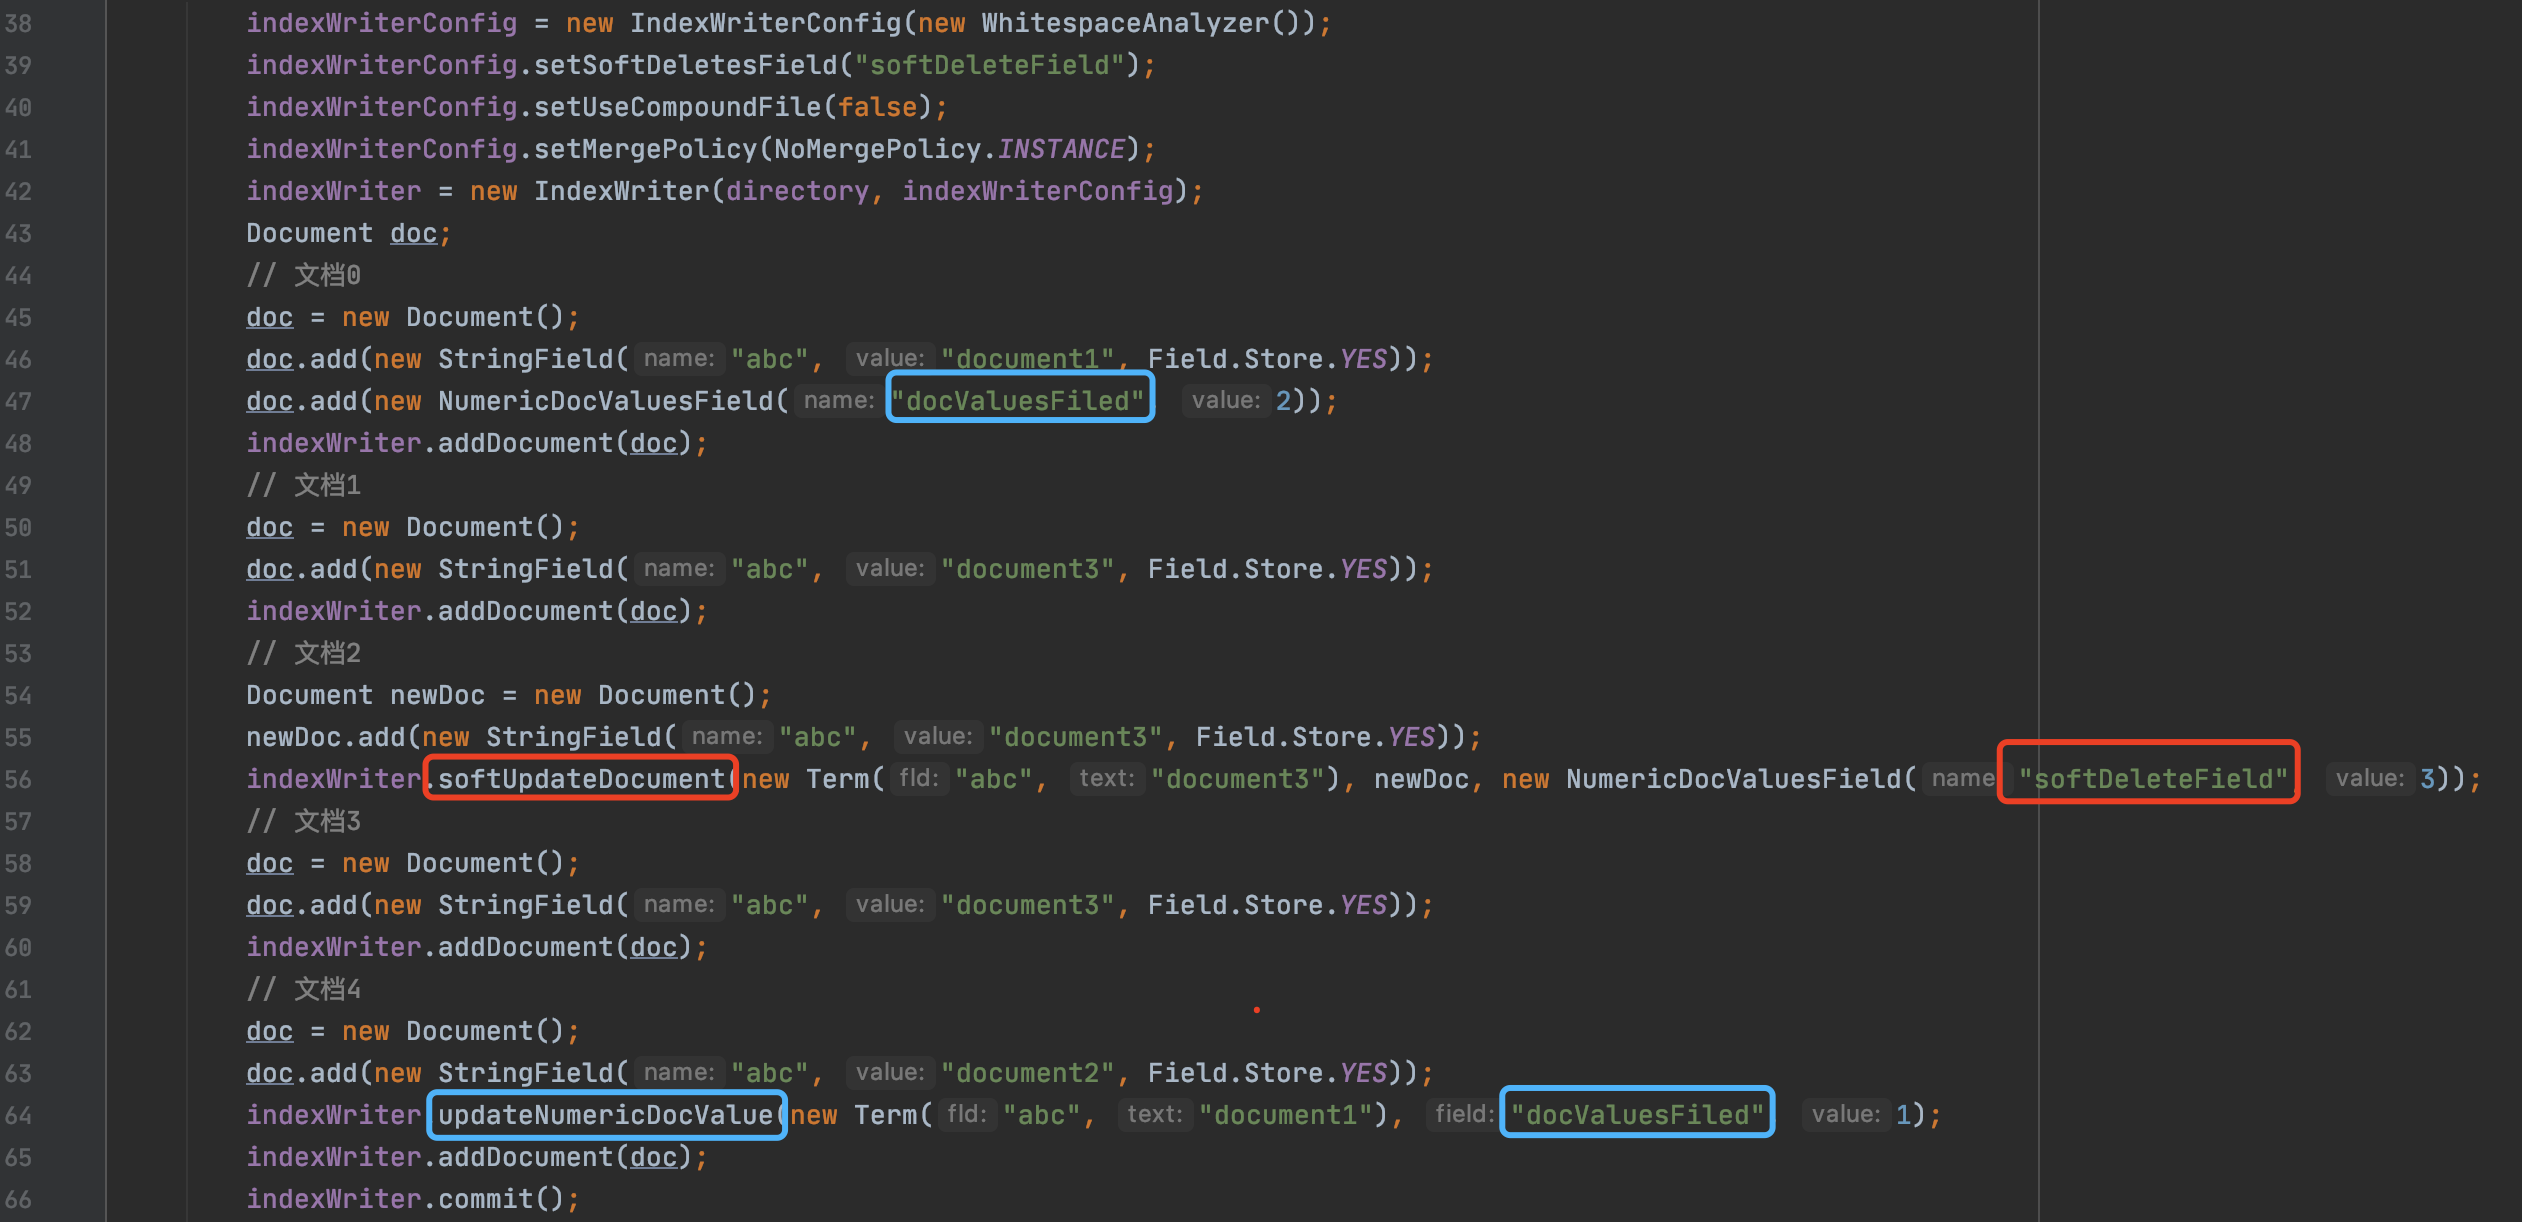 38 indexWriterConfig = new IndexWriterConfig(new WhitespaceAnalyzer());
39 indexWriterConfig.setSoftDeletesField("softDeleteField");
40 indexWriterConfig.setUseCompoundFile(false);
41 indexWriterConfig.setMergePolicy(NoMergePolicy.INSTANCE);
42 indexWriter = new IndexWriter(directory, indexWriterConfig);
43 Document doc;
44 // 文档0
45 doc = new Document();
46 doc.add(new StringField( name: "abc", value: "document1", Field.Store.YES));
47 doc.add(new NumericDocValuesField( name: "docValuesFiled" value: 2));
48 indexWriter.addDocument(doc);
49 // 文档1
50 doc = new Document();
51 doc.add(new StringField( name: "abc", value: "document3", Field.Store.YES));
52 indexWriter.addDocument(doc);
53 // 文档2
54 Document newDoc = new Document();
55 newDoc.add(new StringField( name: "abc", value: "document3", Field.Store.YES));
56 indexWriter.softUpdateDocument(new Term( fld: "abc", text: "document3"), newDoc, new NumericDocValuesField( name "softDeleteField" value: 3));
57 // 文档3
58 doc = new Document();
59 doc.add(new StringField( name: "abc", value: "document3", Field.Store.YES));
60 indexWriter.addDocument(doc);
61 // 文档4
62 doc = new Document();
63 doc.add(new StringField( name: "abc", value: "document2", Field.Store.YES));
64 indexWriter.updateNumericDocValue(new Term( fld: "abc", text: "document1"), field: "docValuesFiled" value: 1);
65 indexWriter.addDocument(doc);
66 indexWriter.commit();